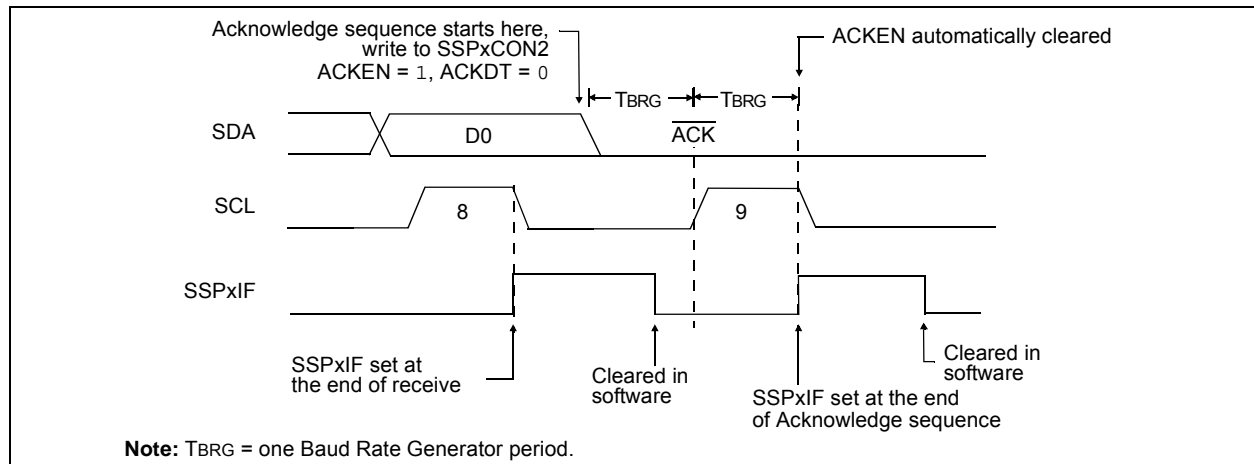 Acknowledge sequence starts here,
write to SSPxCON2
ACKEN = 1, ACKDT = 0
ACKEN automatically cleared
TBRG
TBRG
SDA
D0
ACK
SCL
8
9
SSPxIF
SSPxIF set at
the end of receive
Cleared in
software
SSPxIF set at the end
of Acknowledge sequence
Cleared in
software
Note: TBRG = one Baud Rate Generator period.